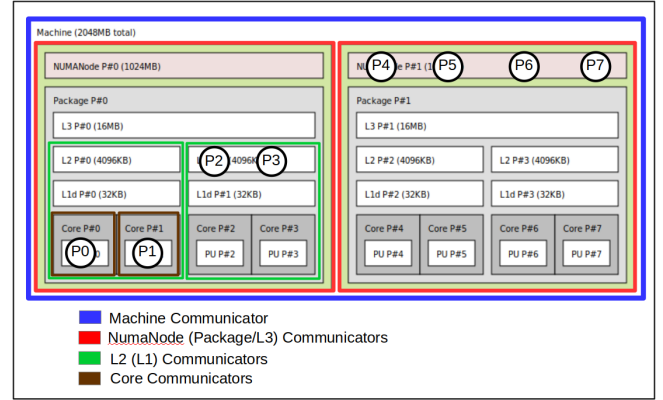 Machine (2048MB total)
NUMANode P#0 (1024MB)
P4 P#1 (1 P5 P6 P7
Package P#0
Package P#1
L3 P#0 (16MB)
L3 P#1 (16MB)
L2 P#0 (4096KB)
P2 P3
L2 P#2 (4096KB)
L2 P#3 (4096KB)
L1d P#0 (32KB)
L1d P#1 (32KB)
L1d P#2 (32KB)
L1d P#3 (32KB)
Core P#0
Core P#1
Core P#2
Core P#3
Core P#4
Core P#5
Core P#6
Core P#7
P0
P1
PU P#2
PU P#3
PU P#4
PU P#5
PU P#6
PU P#7
Machine Communicator
NumaNode (Package/L3) Communicators
L2 (L1) Communicators
Core Communicators